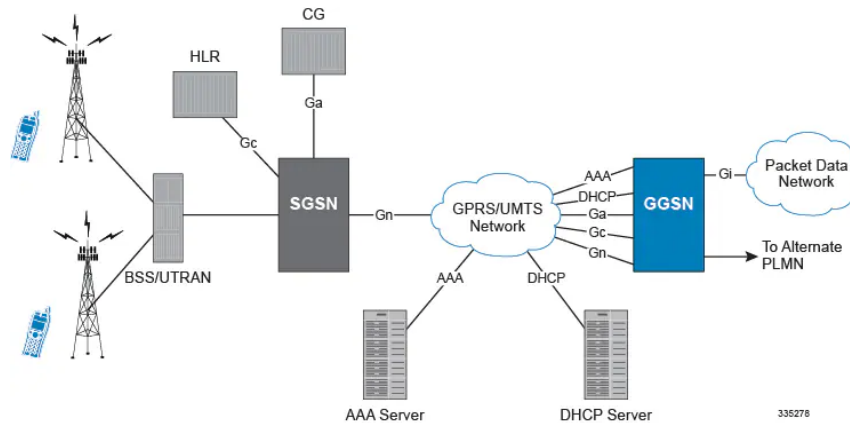 CG
HLR
Ga
Gc
SGSN
Gn
GPRS/UMTS
Network
AAA
DHCP
Ga
Gc
Gn
GGSN
Gi
Packet Data
Network
To Alternate
PLMN
BSS/UTRAN
AAA
DHCP
AAA Server
DHCP Server
335278